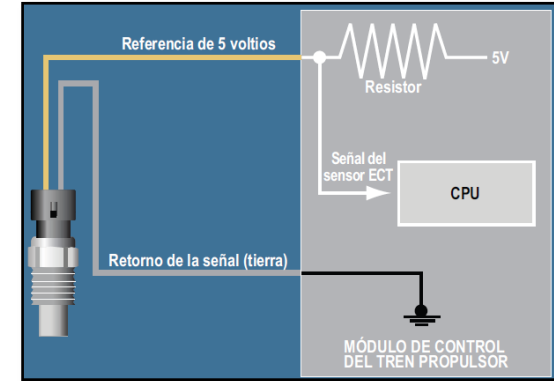 Referencia de 5 voltios
5V
Resistor
Señal del
sensor ECT
CPU
Retorno de la señal (tierra)
MÓDULO DE CONTROL
DEL TREN PROPULSOR